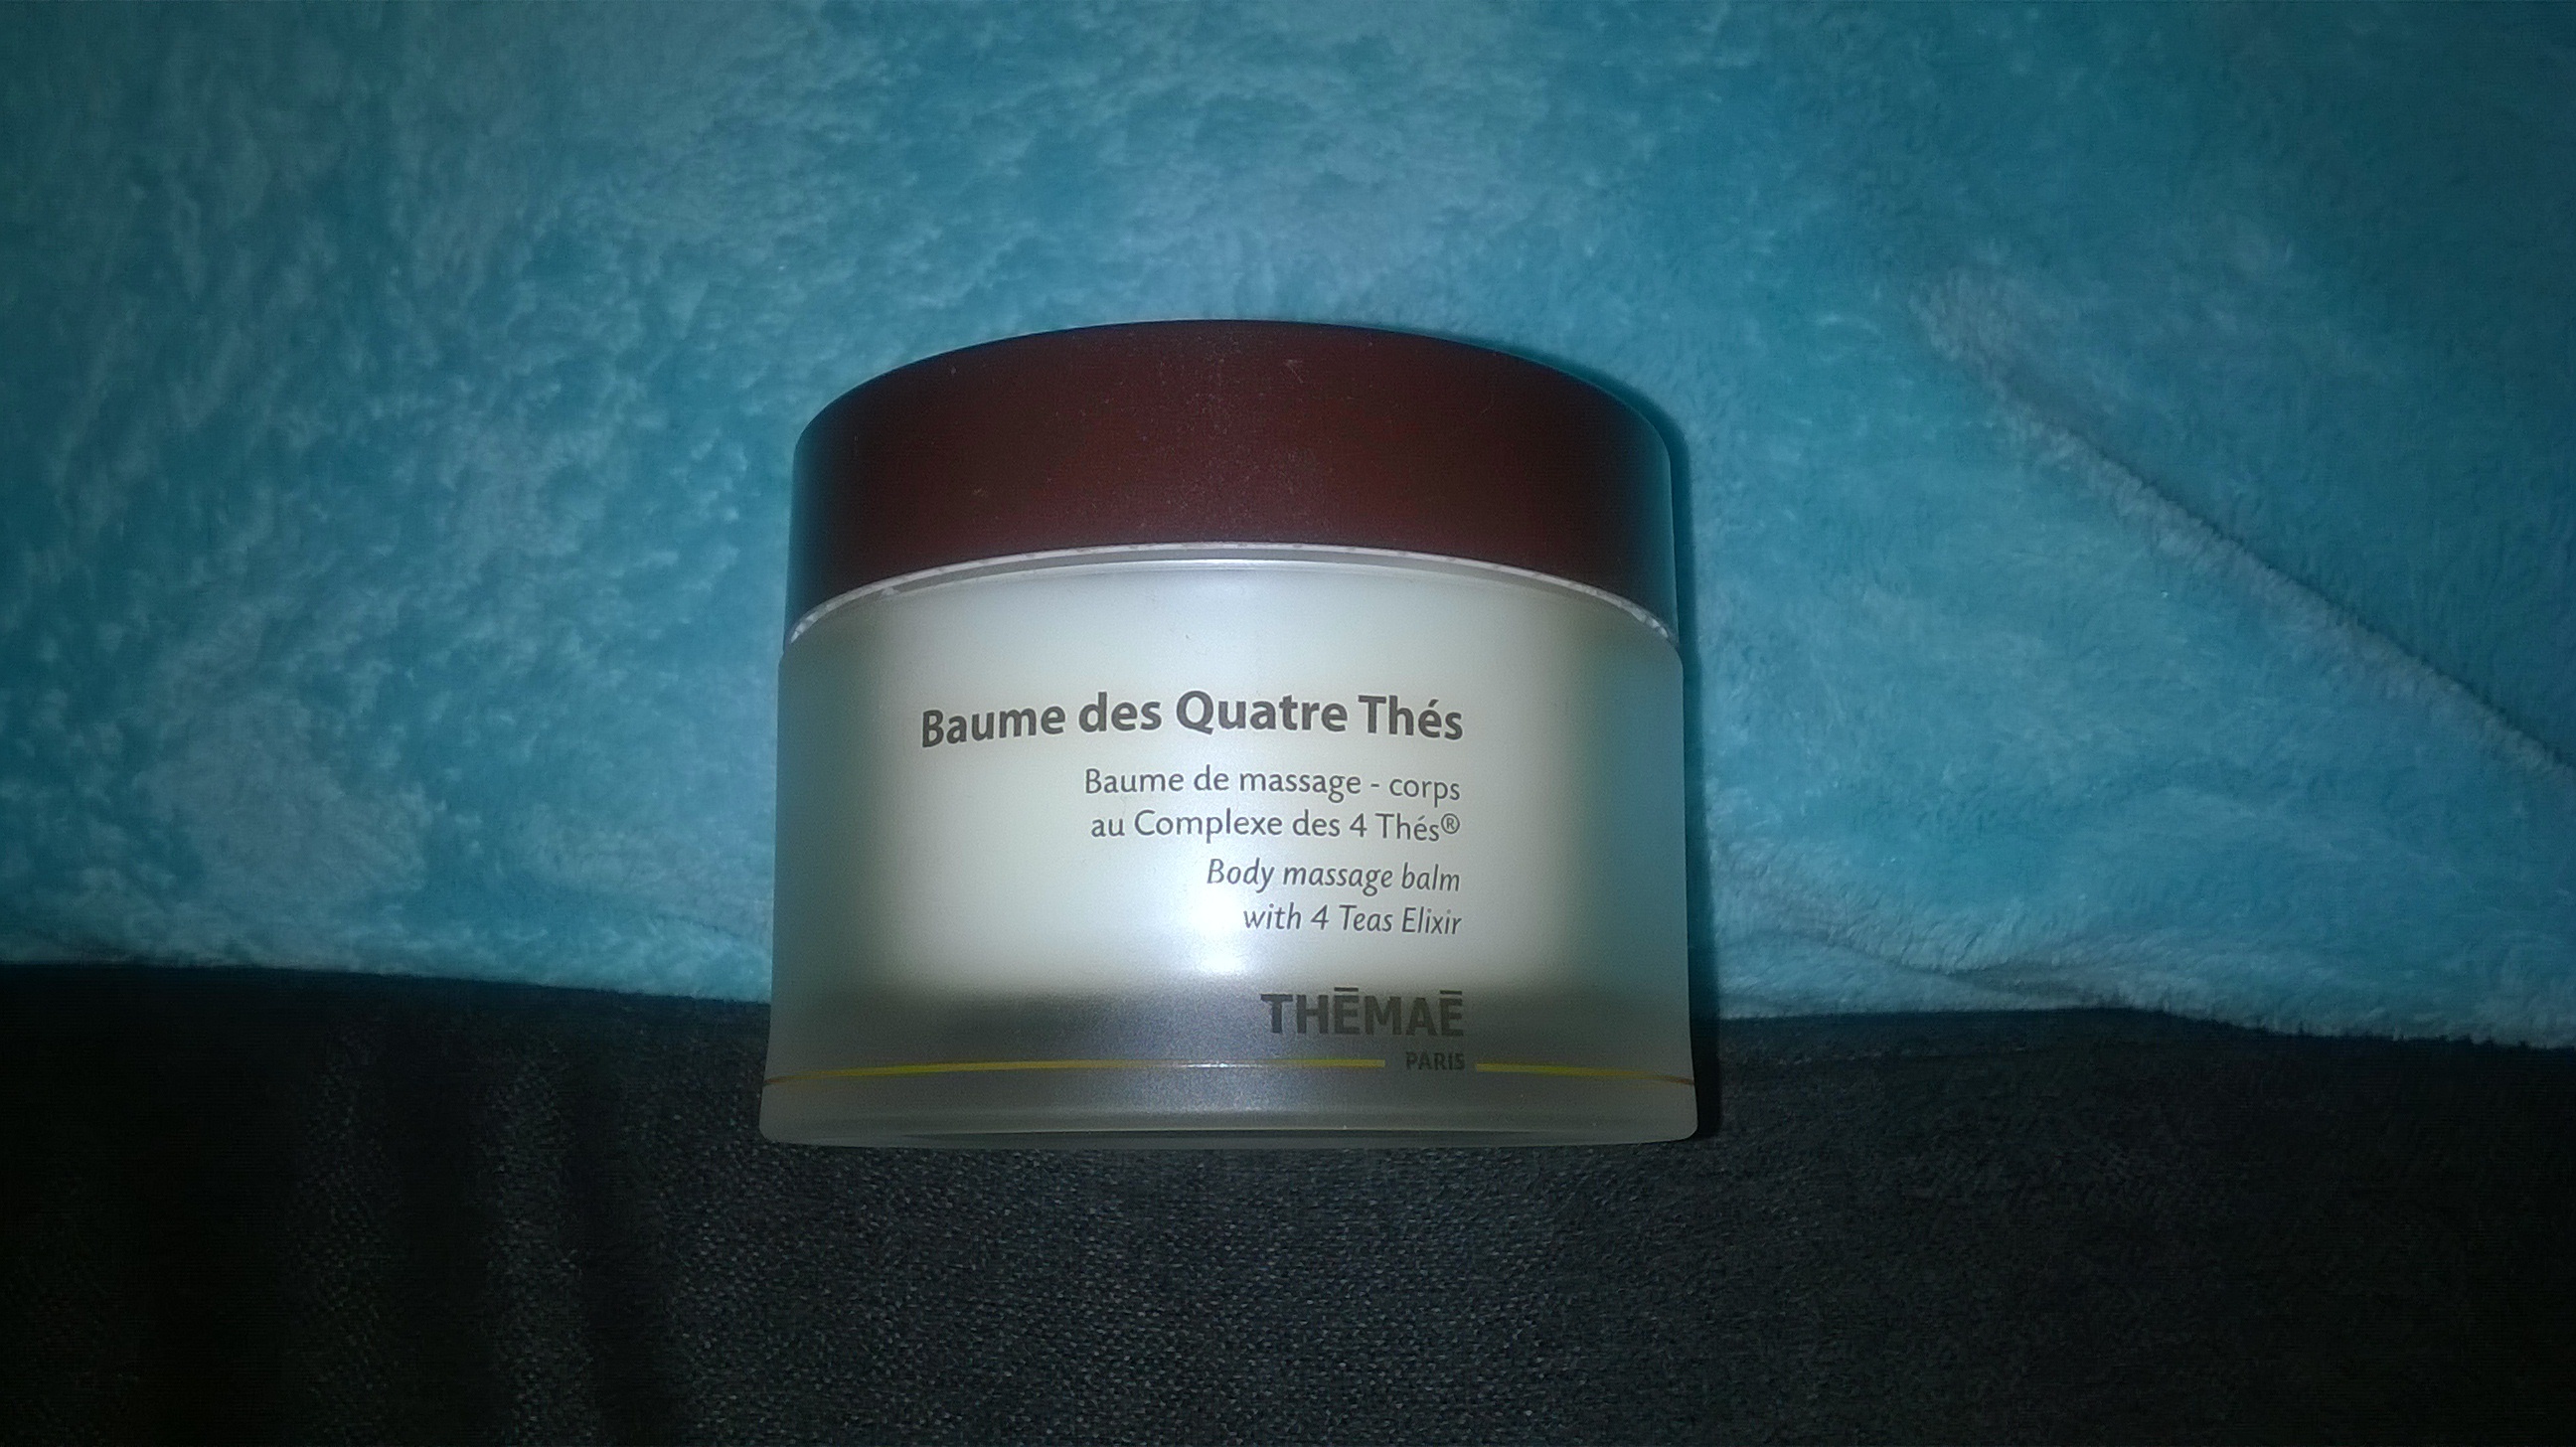 Baume des Quatre Thés
Baume de massage - corps
au Complexe des 4 Thés®
Body massage balm
with 4 Teas Elixir
THĒMAĒ
PARIS